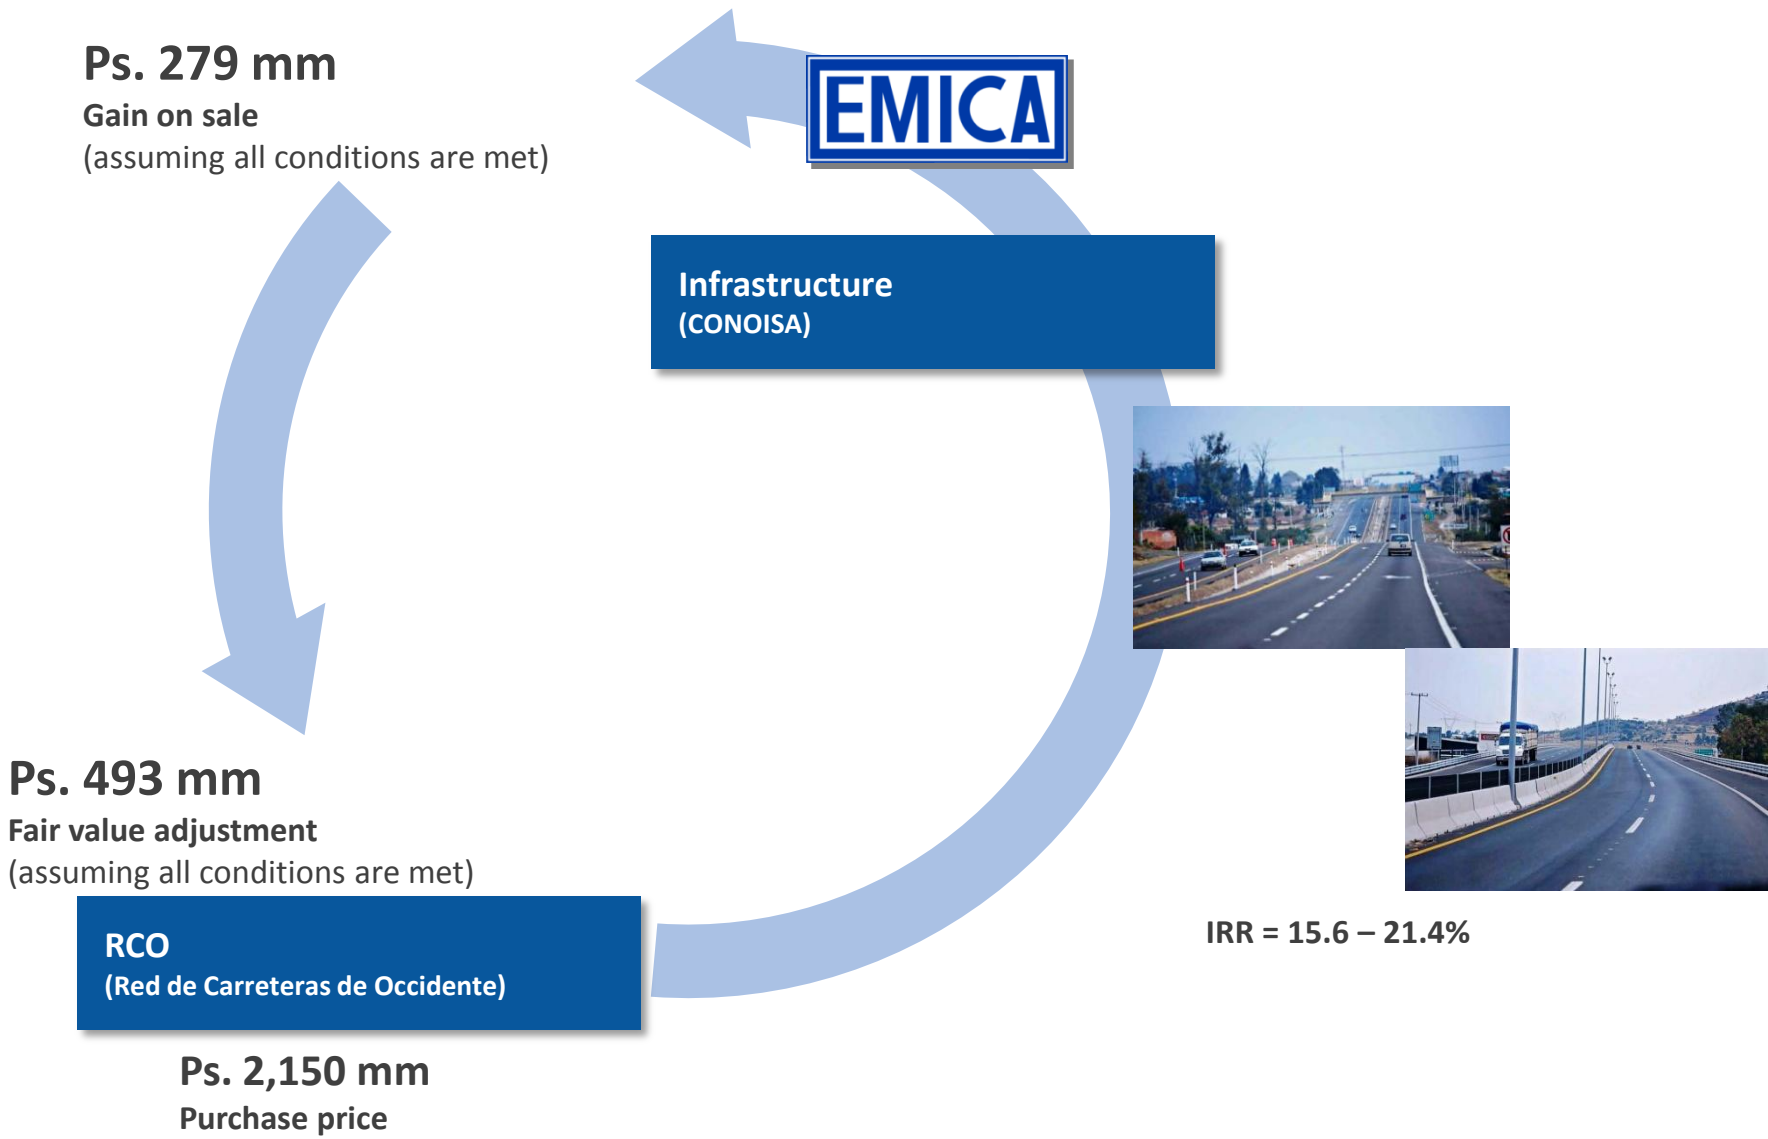 Ps. 279 mm
Gain on sale
(assuming all conditions are met)
EMICA
Infrastructure
(CONOISA)
Ps. 493 mm
Fair value adjustment
(assuming all conditions are met)
RCO
(Red de Carreteras de Occidente)
IRR = 15.6 – 21.4%
Ps. 2,150 mm
Purchase price